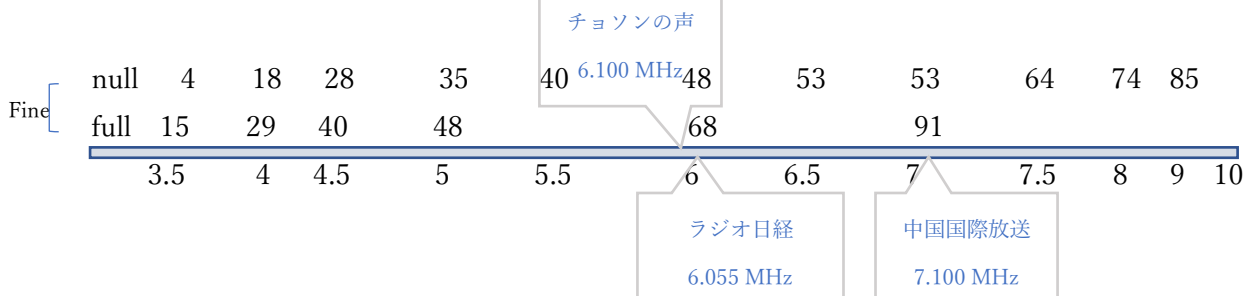 チョソンの声
6.100 MHz
null 4 18 28 35 40 48 53 53 64 74 85
Fine
full 15 29 40 48 68 91
3.5 4 4.5 5 5.5 6 6.5 7 7.5 8 9 10
ラジオ日経
6.055 MHz
中国国際放送
7.100 MHz